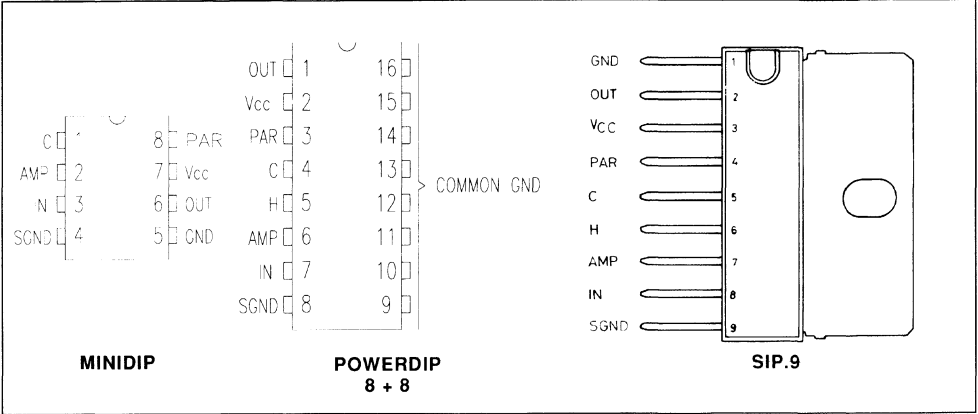 C 1 8 PAR
AMP 2 7 Vcc
N 3 6 OUT
SGND 4 5 GND
MINIDIP
OUT 1 16
Vcc 2 15
PAR 3 14
C 4 13
H 5 12
AMP 6 11
IN 7 10
SGND 8 9
COMMON GND
POWERDIP
8 + 8
GND 1
OUT 2
VCC 3
PAR 4
C 5
H 6
AMP 7
IN 8
SGND 9
SIP.9